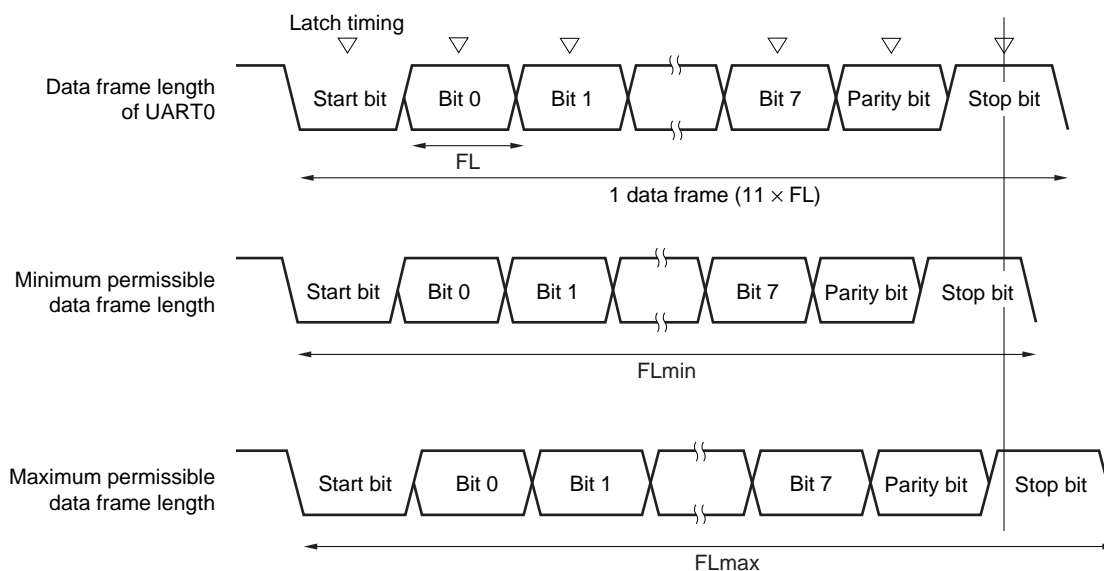 Latch timing
Data frame length
of UART0
Start bit
Bit 0
Bit 1
Bit 7
Parity bit
Stop bit
FL
1 data frame (11 × FL)
Minimum permissible
data frame length
Start bit
Bit 0
Bit 1
Bit 7
Parity bit
Stop bit
FLmin
Maximum permissible
data frame length
Start bit
Bit 0
Bit 1
Bit 7
Parity bit
Stop bit
FLmax